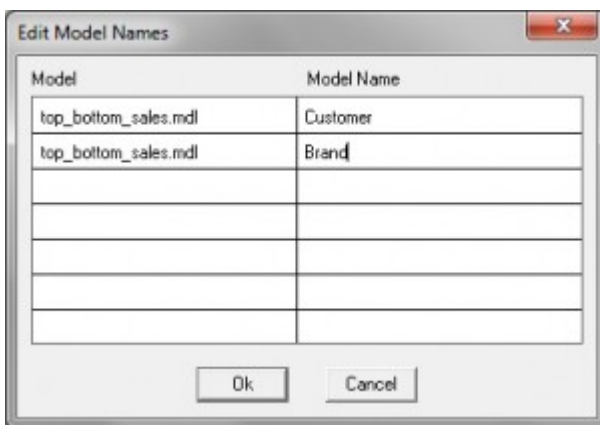 Edit Model Names
Model Model Name
top_bottom_sales.mdl Customer
top_bottom_sales.mdl Brand
Ok Cancel